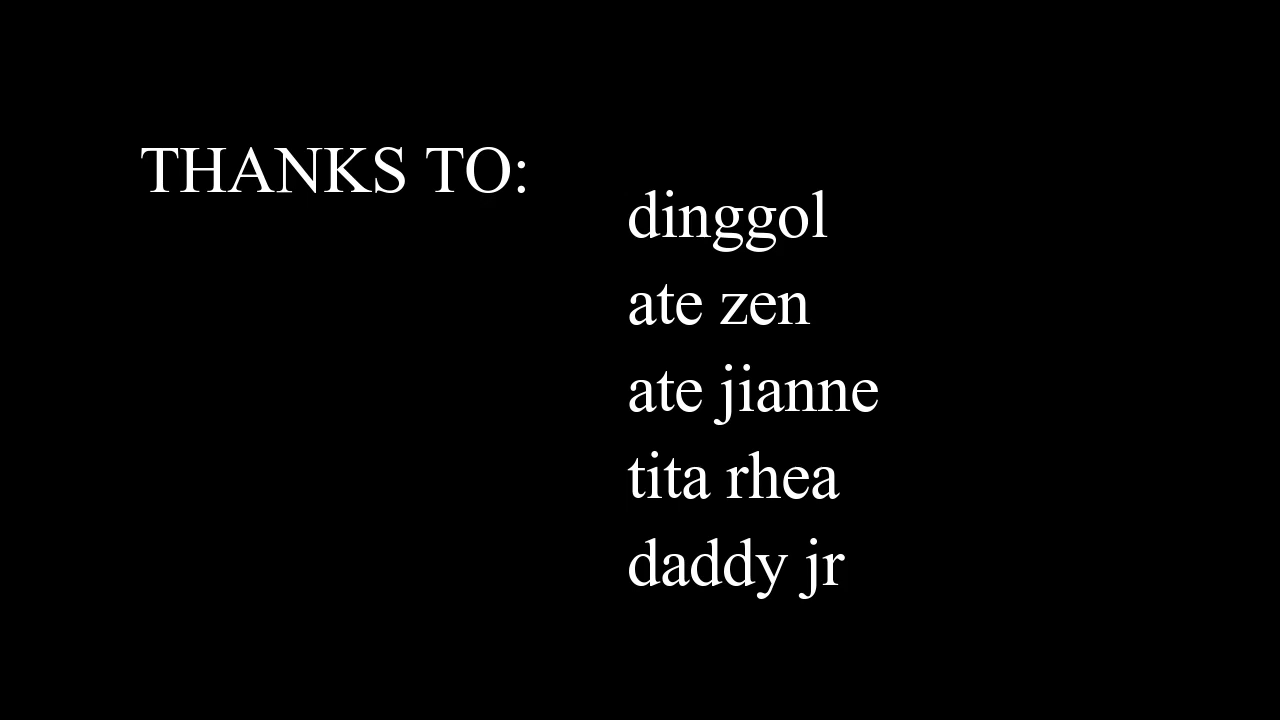 THANKS TO:
dinggol
ate zen
ate jianne
tita rhea
daddy jr